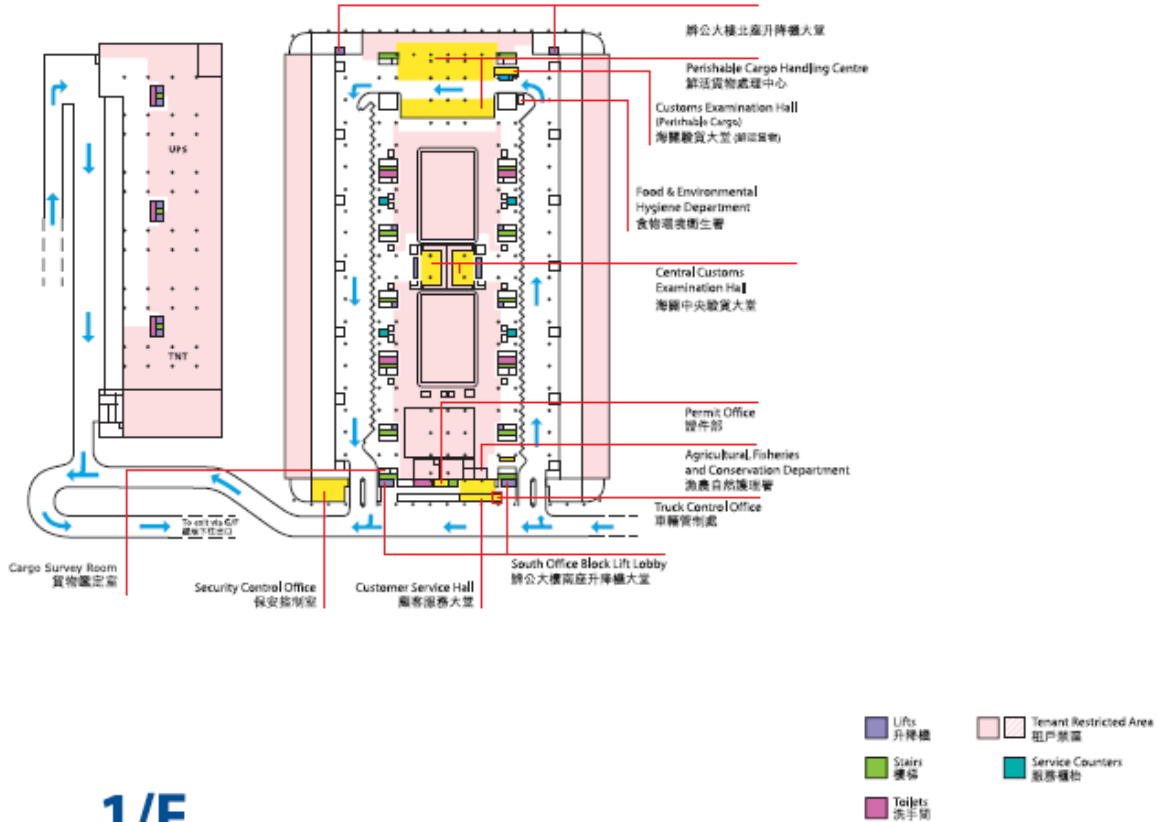 辦公大樓北座升降機大堂
Perishable Cargo Handling Centre
鮮活貨物處理中心
Customs Examination Hall
(Perishable Cargo)
海關驗貨大堂 (鮮活貨物)
UPS
Food & Environmental
Hygiene Department
食物環境衛生署
Central Customs
Examination Hall
海關中央驗貨大堂
TNT
Permit Office
證件部
Agricultural, Fisheries
and Conservation Department
漁農自然護理署
Truck Control Office
車輛管制處
To exit via G/F
Cargo Survey Room
貨物鑑定室
Security Control Office
保安控制室
Customer Service Hall
顧客服務大堂
South Office Block Lift Lobby
辦公大樓南座升降機大堂
Lifts
升降機
Tenant Restricted Area
租戶禁區
Stairs
樓梯
Service Counters
服務櫃枱
Toilets
洗手間
1/F